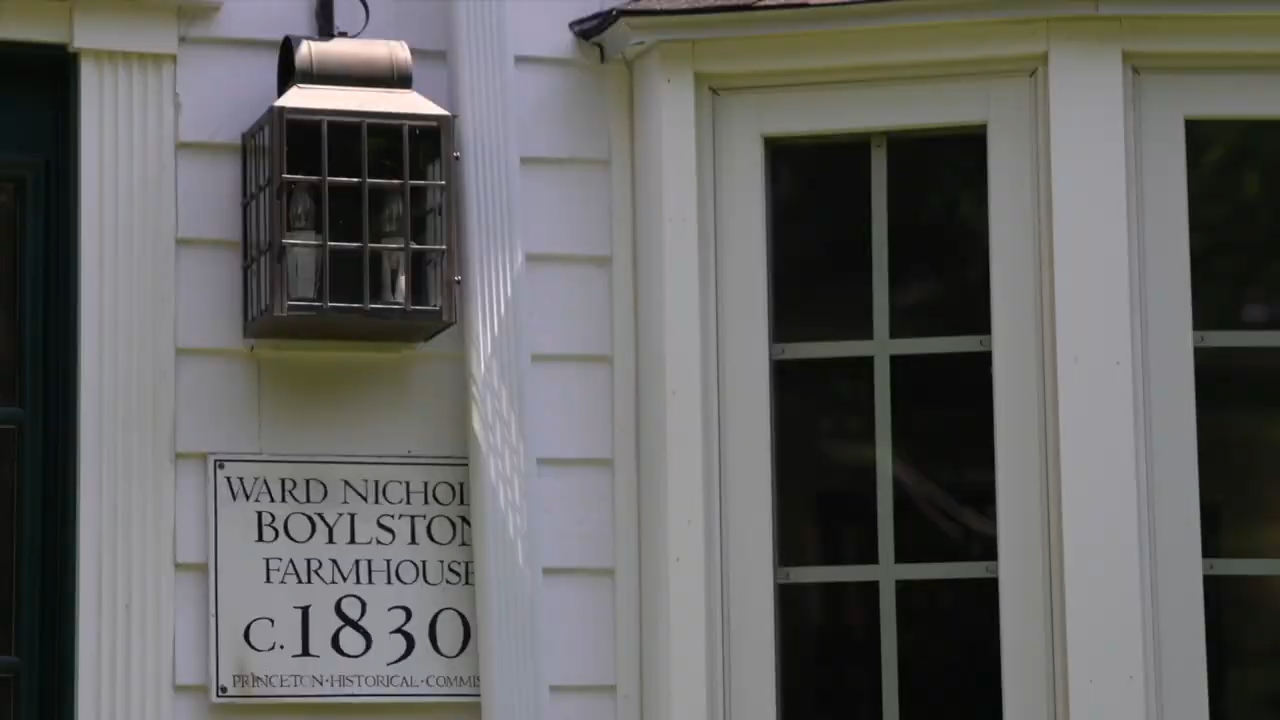 WARD NICHOL
BOYLSTON
FARMHOUSE
C.1830
PRINCETON·HISTORICAL·COMMIS